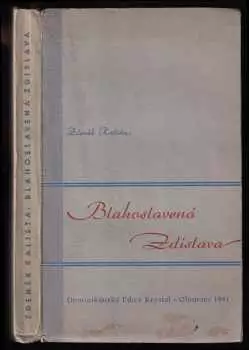 ZDENĚK KALISTA: BLAHOSLAVENÁ ZDISLAVA
Zdeněk Kalista
Blahoslavená
Zdislava
Dominikánská Edice Krystal – Olomouc 1941